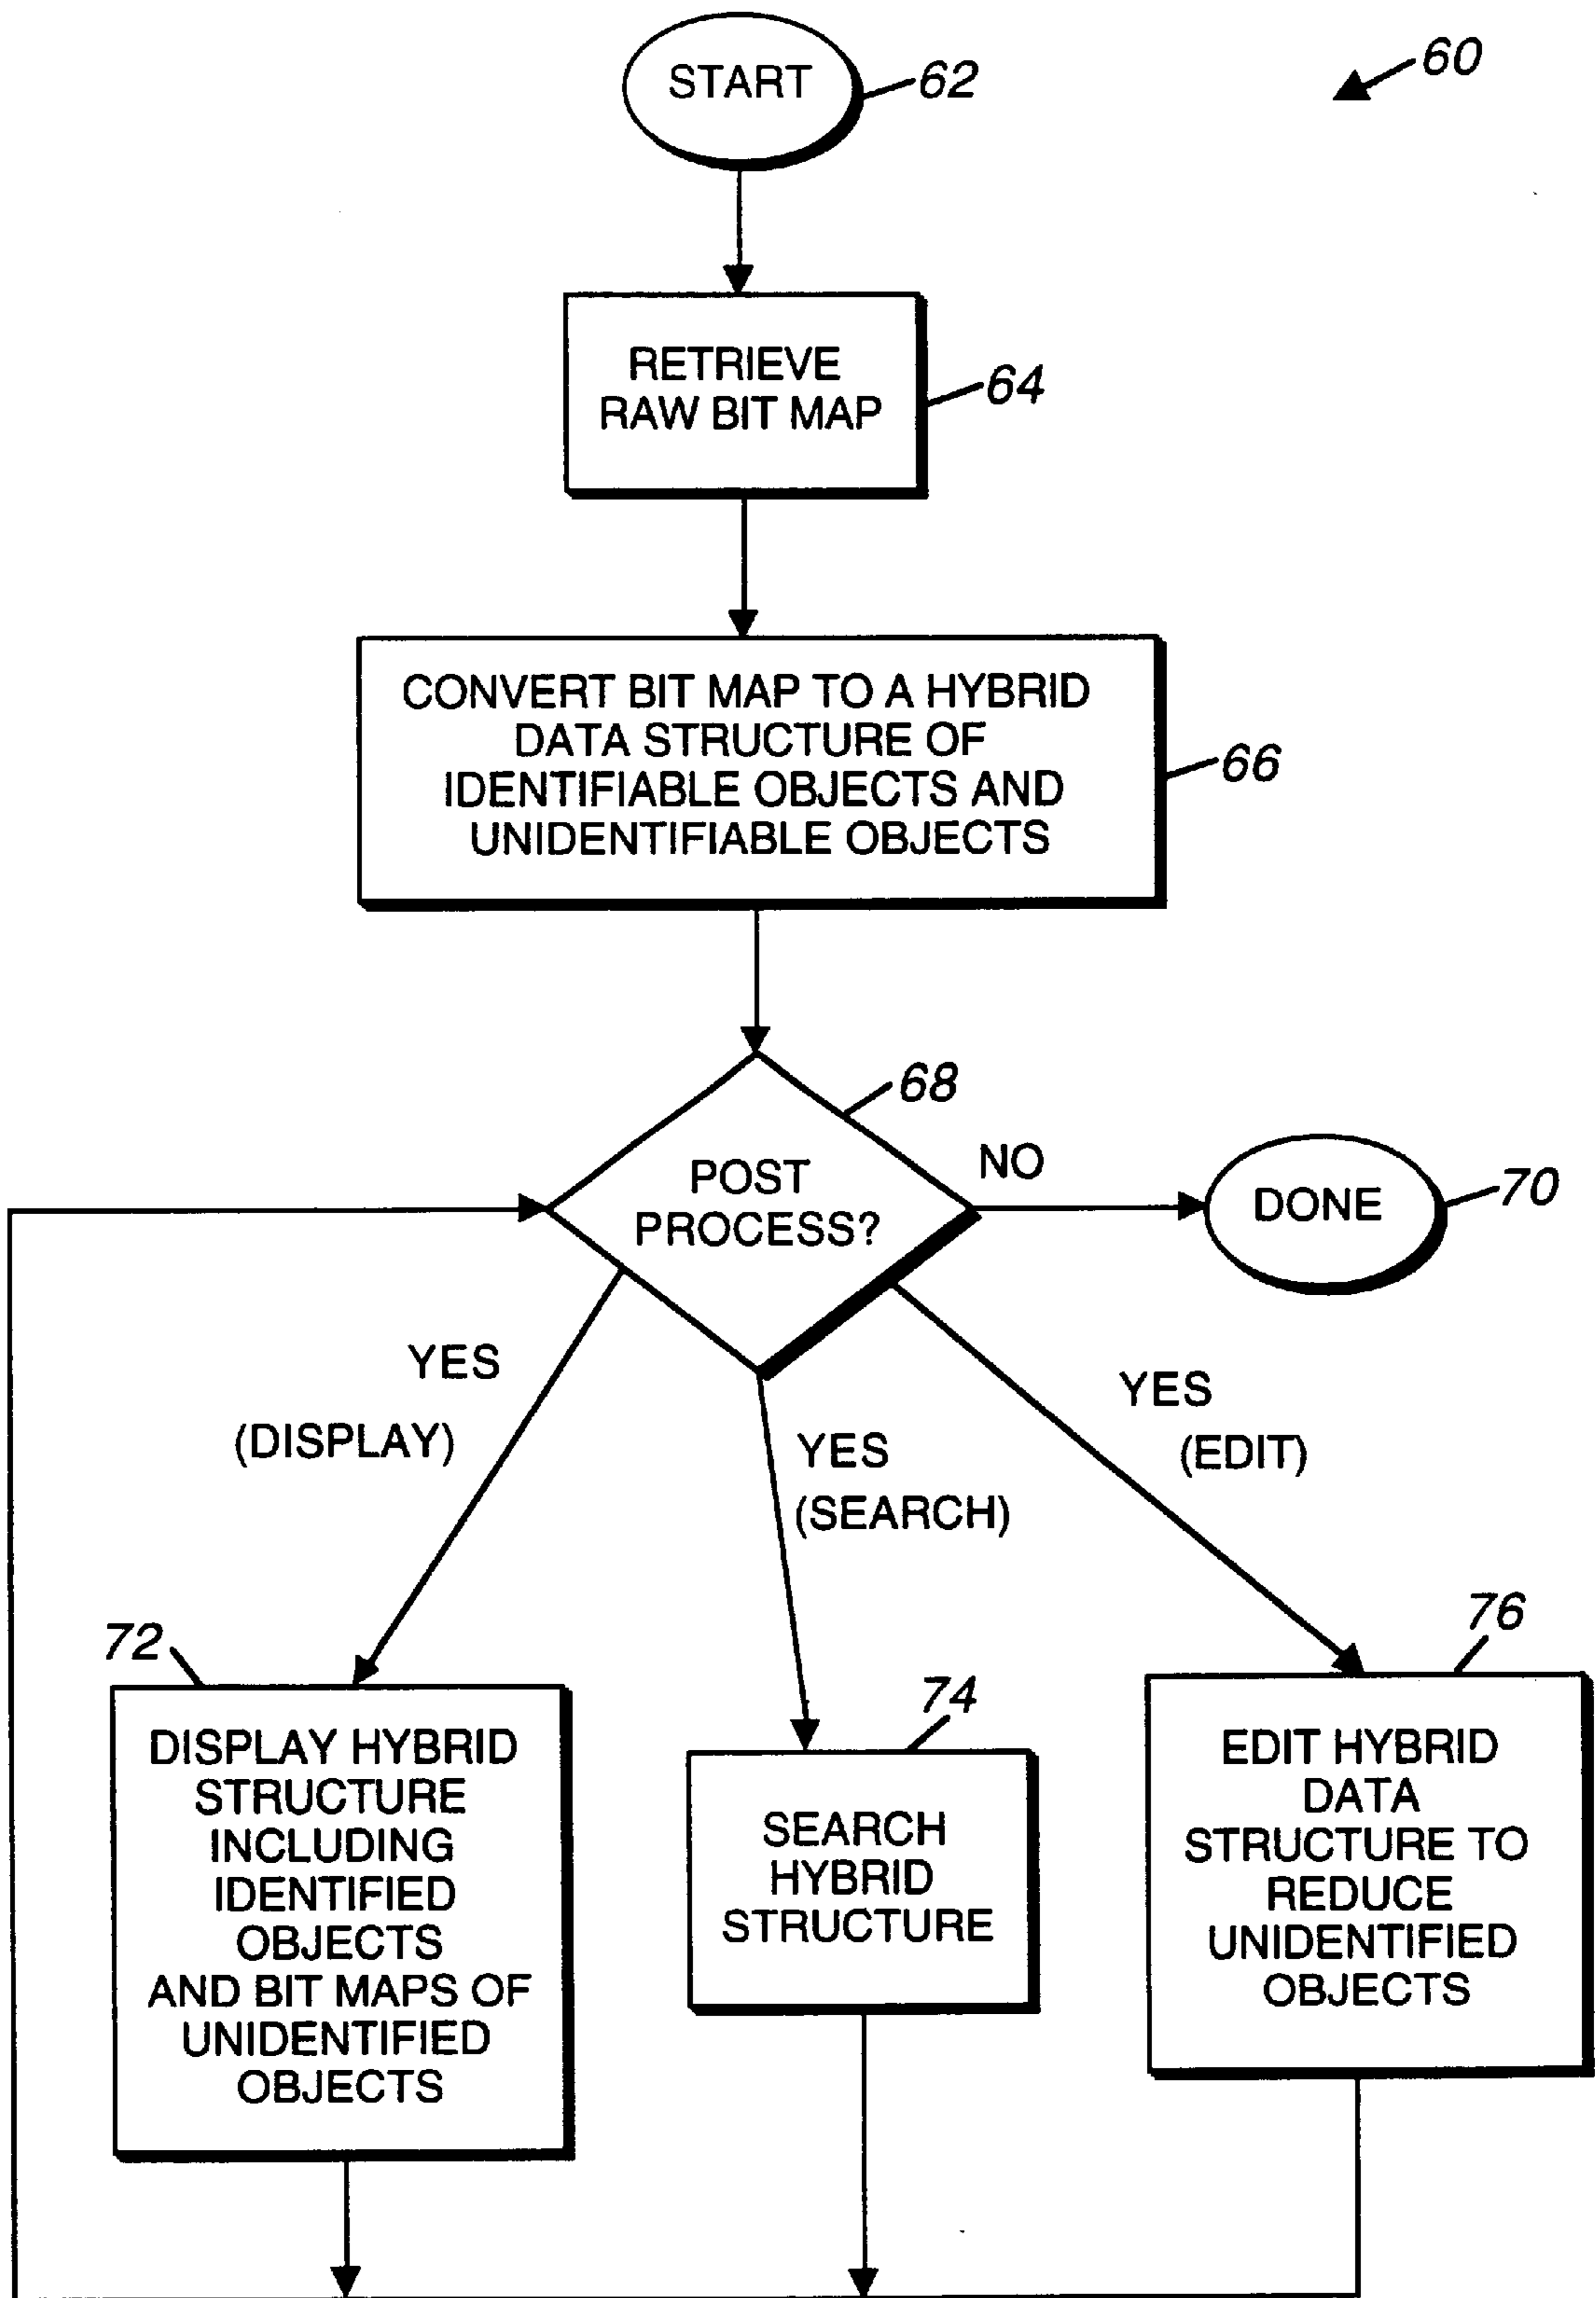 START
62
60
RETRIEVE
RAW BIT MAP
64
CONVERT BIT MAP TO A HYBRID
DATA STRUCTURE OF
IDENTIFIABLE OBJECTS AND
UNIDENTIFIABLE OBJECTS
66
68
POST
PROCESS?
NO
DONE
70
YES
(DISPLAY)
YES
(SEARCH)
YES
(EDIT)
72
DISPLAY HYBRID
STRUCTURE
INCLUDING
IDENTIFIED
OBJECTS
AND BIT MAPS OF
UNIDENTIFIED
OBJECTS
74
SEARCH
HYBRID
STRUCTURE
76
EDIT HYBRID
DATA
STRUCTURE TO
REDUCE
UNIDENTIFIED
OBJECTS